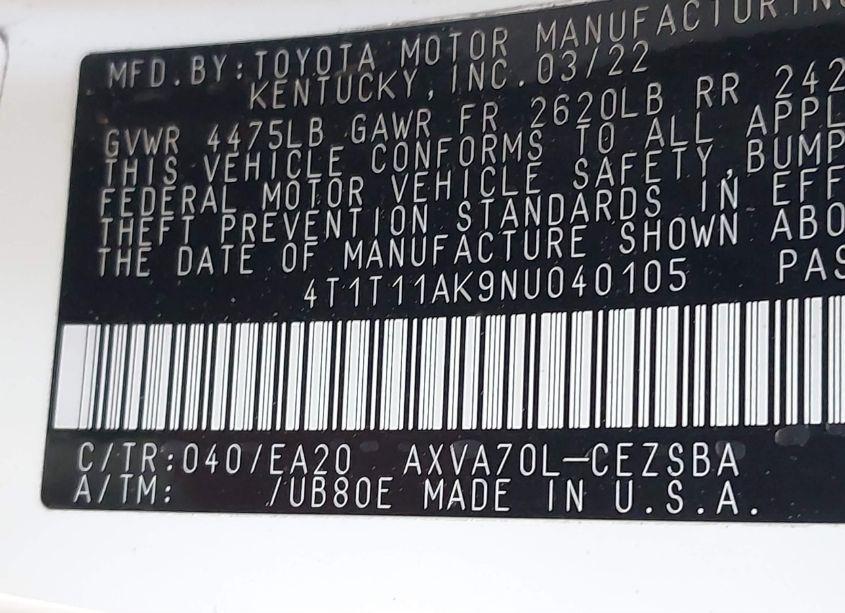 MFD.BY:TOYOTA MOTOR MANUFACTURING
KENTUCKY, INC. 03/22
GVWR 4475LB GAWR FR 2620LB RR 242
THIS VEHICLE CONFORMS TO ALL APPL
FEDERAL MOTOR VEHICLE SAFETY, BUMP
THEFT PREVENTION STANDARDS IN EFF
THE DATE OF MANUFACTURE SHOWN ABO
4T1T11AK9NU040105 PAS
C/TR:040/EA20 AXVA70L-CEZSBA
A/TM: /UB80E MADE IN U.S.A.